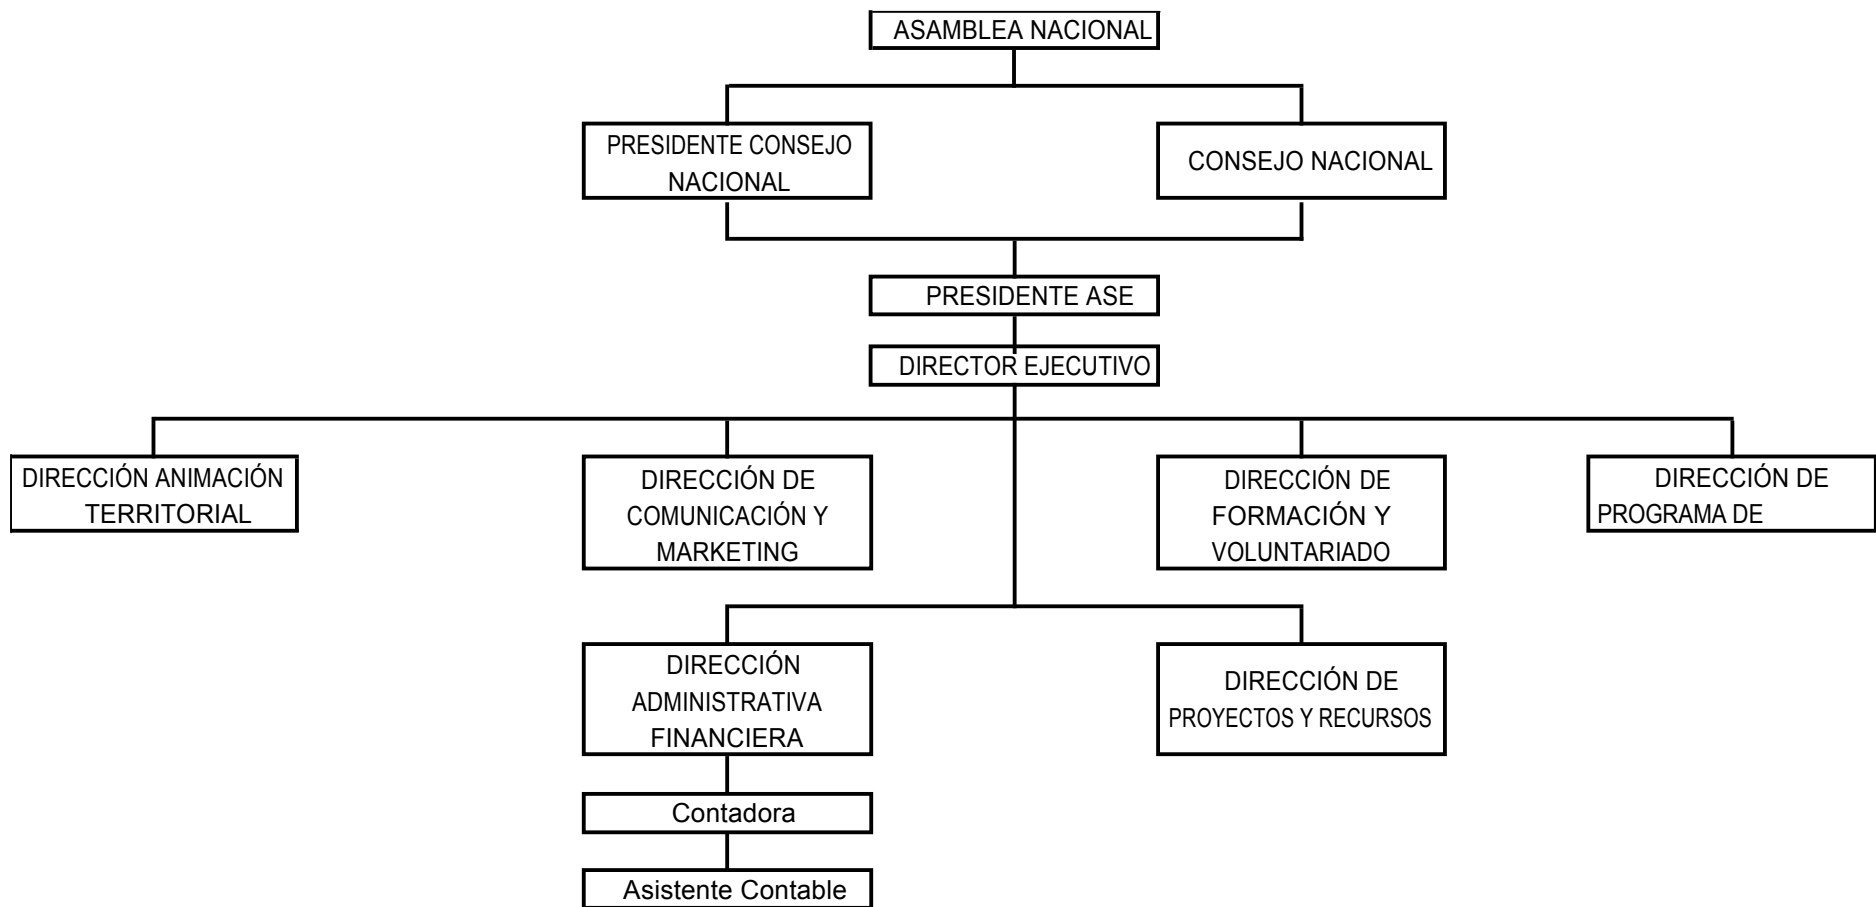 ASAMBLEA NACIONAL
PRESIDENTE CONSEJO
NACIONAL
CONSEJO NACIONAL
PRESIDENTE ASE
DIRECTOR EJECUTIVO
DIRECCIÓN ANIMACIÓN
TERRITORIAL
DIRECCIÓN DE
COMUNICACIÓN Y
MARKETING
DIRECCIÓN DE
FORMACIÓN Y
VOLUNTARIADO
DIRECCIÓN DE
PROGRAMA DE
DIRECCIÓN
ADMINISTRATIVA
FINANCIERA
DIRECCIÓN DE
PROYECTOS Y RECURSOS
Contadora
Asistente Contable